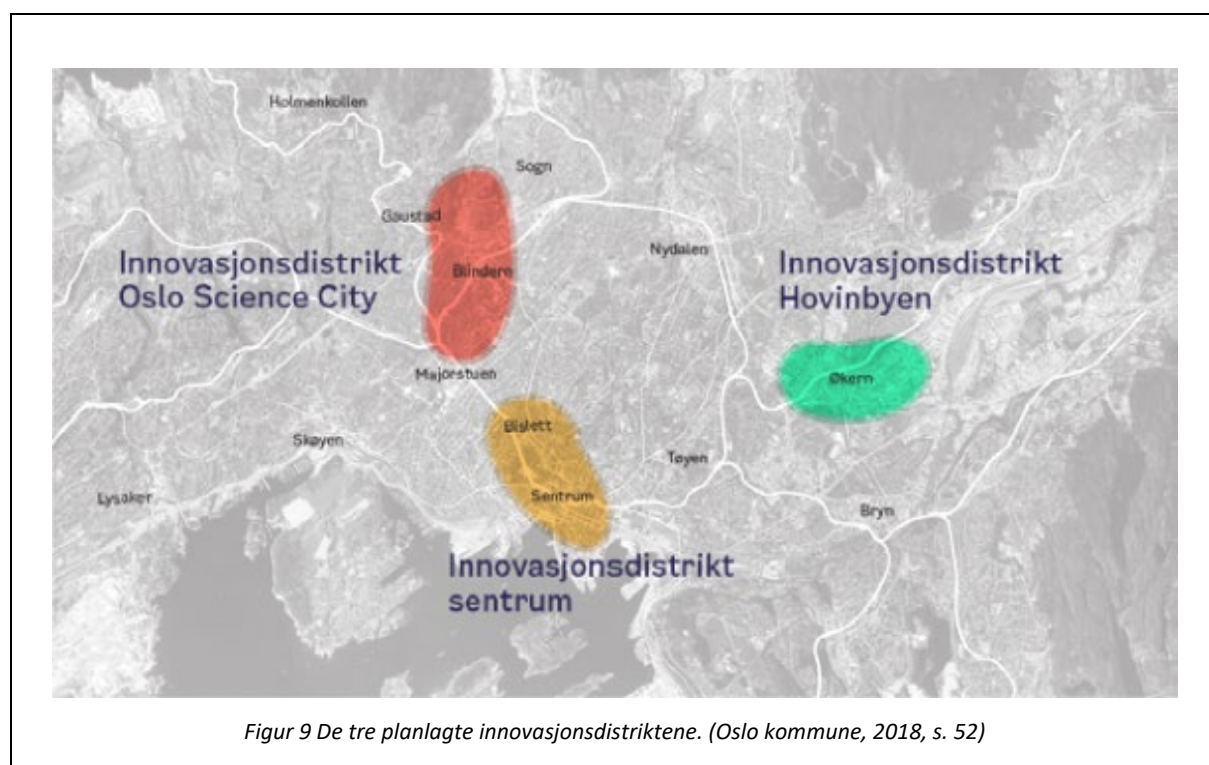 Holmenkollen
Sogn
Gaustad
Nydalen
Innovasjonsdistrikt
Oslo Science City
Blindern
Innovasjonsdistrikt
Hovinbyen
Majorstuen
Økern
Bislett
Skøyen
Tøyen
Lysaker
Sentrum
Bryn
Innovasjonsdistrikt
sentrum
Figur 9 De tre planlagte innovasjonsdistriktene. (Oslo kommune, 2018, s. 52)